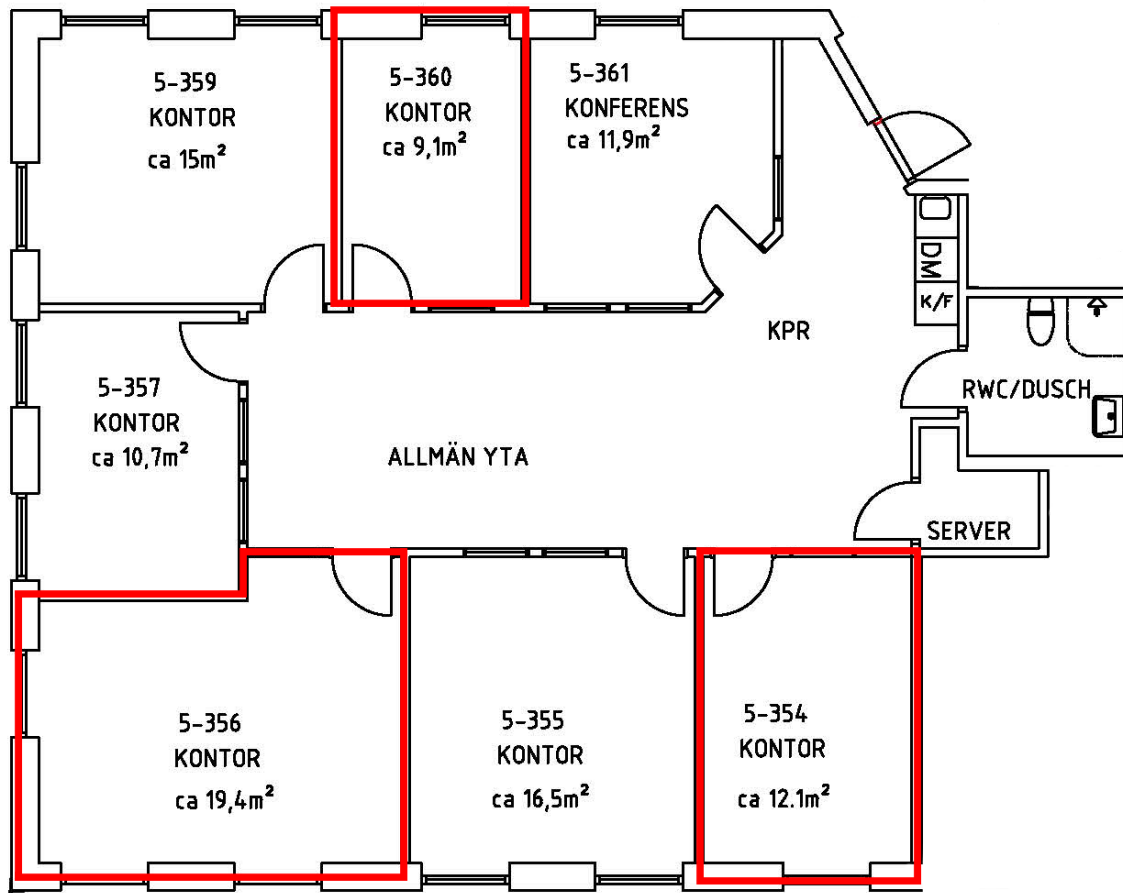 5-359
KONTOR
ca 15m²
5-360
KONTOR
ca 9,1m²
5-361
KONFERENS
ca 11,9m²
DM
K/F
KPR
5-357
KONTOR
ca 10,7m²
RWC/DUSCH
ALLMÄN YTA
SERVER
5-356
KONTOR
ca 19,4m²
5-355
KONTOR
ca 16,5m²
5-354
KONTOR
ca 12.1m²